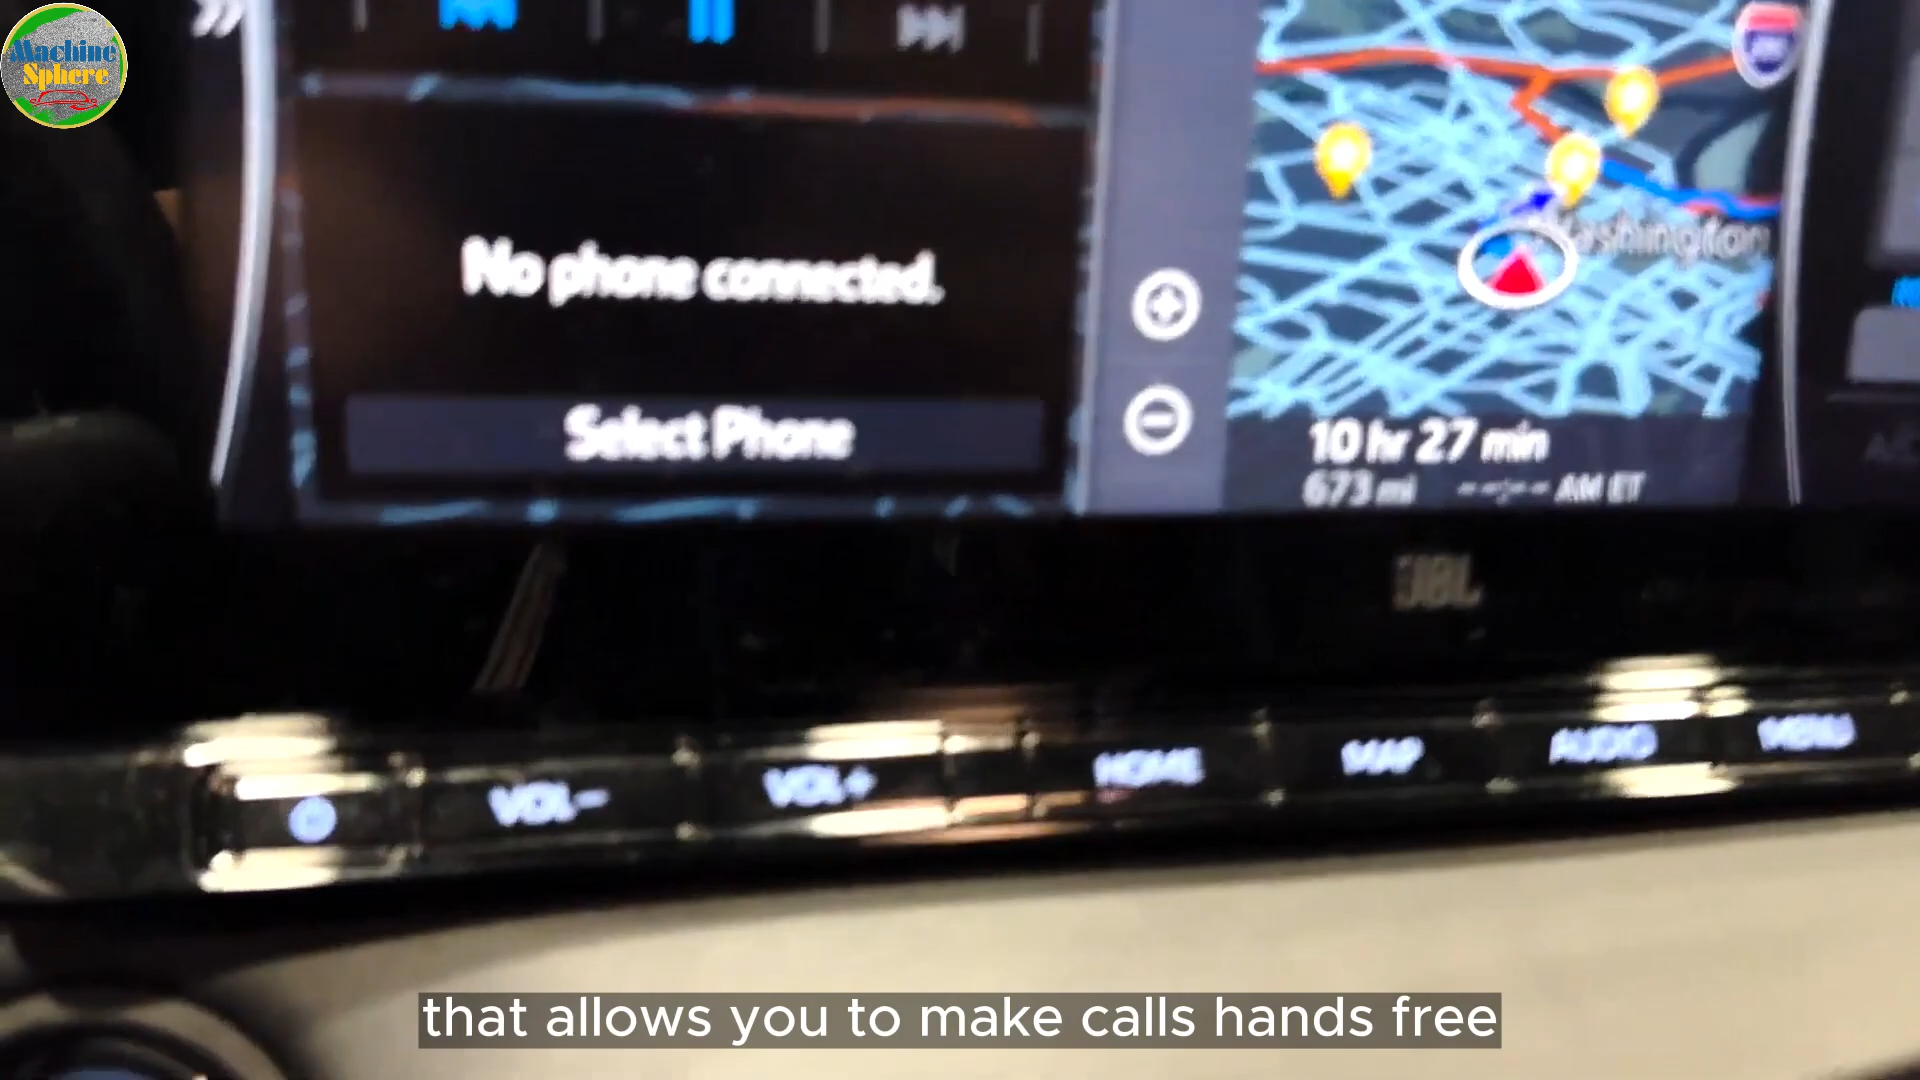 Machine
Sphere
No phone connected.
Select Phone
Washington
10 hr 27 min
673 mi --:-- AM ET
JBL
VOL- VOL+ HOME MAP AUDIO MENU
that allows you to make calls hands free